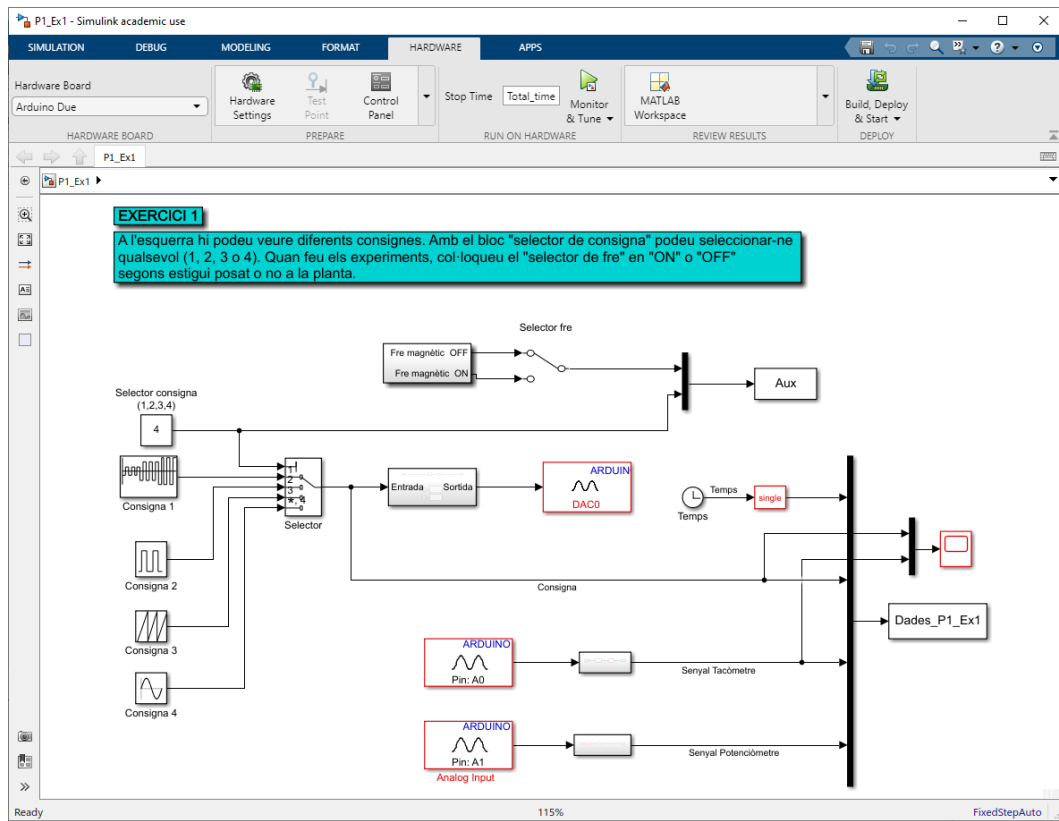 P1_Ex1 - Simulink academic use
SIMULATION DEBUG MODELING FORMAT HARDWARE APPS
Hardware Board
Arduino Due
HARDWARE BOARD
Hardware
Settings
Test
Point
Control
Panel
PREPARE
Stop Time Total_time
Monitor
& Tune
RUN ON HARDWARE
MATLAB
Workspace
REVIEW RESULTS
Build, Deploy
& Start
DEPLOY
P1_Ex1
P1_Ex1
EXERCICI 1
A l'esquerra hi podeu veure diferents consignes. Amb el bloc "selector de consigna" podeu seleccionar-ne
qualsevol (1, 2, 3 o 4). Quan feu els experiments, col·loqueu el "selector de fre" en "ON" o "OFF"
segons estigui posat o no a la planta.
Selector fre
Fre magnètic OFF
Fre magnètic ON
Aux
Selector consigna
(1,2,3,4)
4
Consigna 1
1
2
3
*, 4
Selector
Entrada Sortida
ARDUIN
DAC0
Temps
Temps
single
Consigna 2
Consigna
Dades_P1_Ex1
Consigna 3
ARDUINO
Pin: A0
Senyal Tacòmetre
Consigna 4
ARDUINO
Pin: A1
Analog Input
Senyal Potenciòmetre
Ready 115% FixedStepAuto